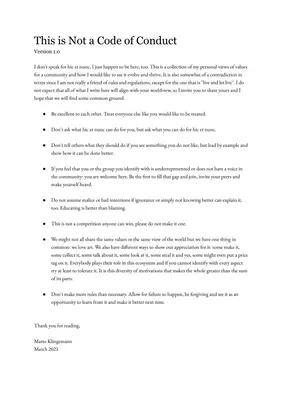 This is Not a Code of Conduct
Version 1.0
I don't speak for hic et nunc, I just happen to be here, too. This is a collection of my personal views of values
for a community and how I would like to see it evolve and thrive. It is also somewhat of a contradiction in
terms since I am not really a friend of rules and regulations, except for the one that is "live and let live". I do
not expect that all of what I write here will align with your worldview, so I invite you to share yours and I
hope that we will find some common ground.
● Be excellent to each other. Treat everyone else like you would like to be treated.
● Don't ask what hic et nunc can do for you, but ask what you can do for hic et nunc.
● Don't tell others what they should do if you see something you do not like, but lead by example and
show how it can be done better.
● If you feel that you or the group you identify with is underrepresented or does not have a voice in
the community: you are welcome here. Be the first to fill that gap and join, invite your peers and
make yourself heard.
● Do not assume malice or bad intentions if ignorance or simply not knowing better can explain it,
too. Educating is better than blaming.
● This is not a competition anyone can win, please do not make it one.
● We might not all share the same values or the same view of the world but we have one thing in
common: we love art. We also have different ways to show our appreciation for it: some make it,
some collect it, some talk about it, some look at it, some steal it and yes, some might even put a price
tag on it. Everybody plays their role in this ecosystem and if you cannot identify with every aspect
try at least to tolerate it. It is this diversity of motivations that makes the whole greater than the sum
of its parts.
● Don't make more rules than necessary. Allow for failure to happen, be forgiving and see it as an
opportunity to learn from it and make it better next time.
Thank you for reading,
Mario Klingemann
March 2021